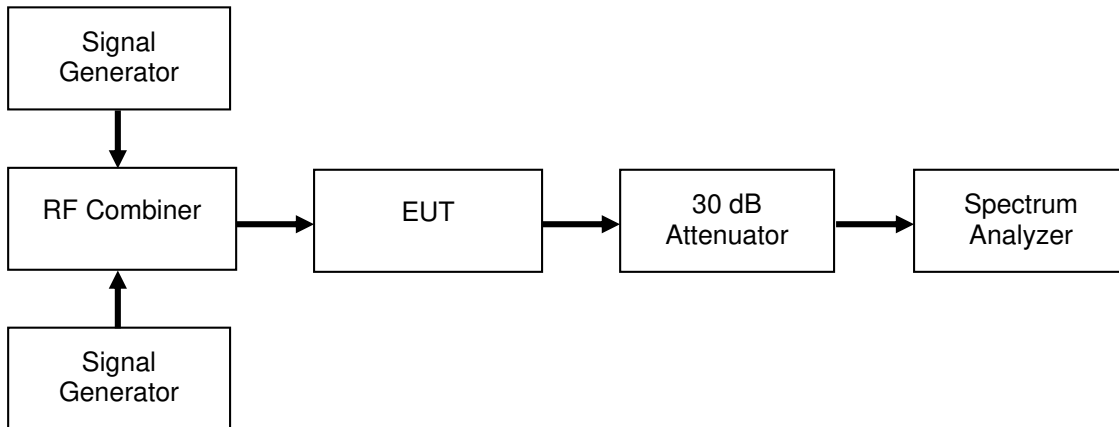 Signal
Generator
RF Combiner
EUT
30 dB
Attenuator
Spectrum
Analyzer
Signal
Generator